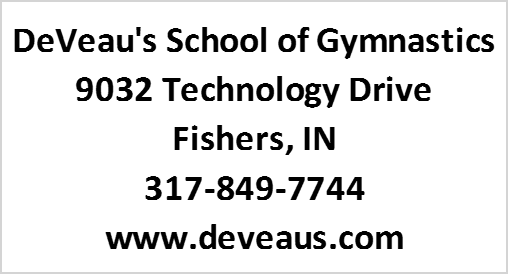 DeVeau's School of Gymnastics
9032 Technology Drive
Fishers, IN
317-849-7744
www.deveaus.com